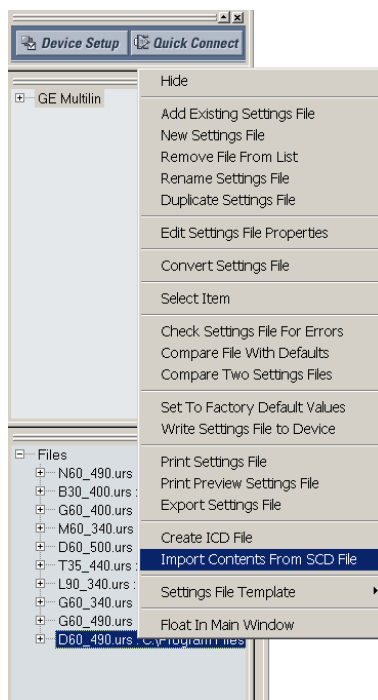 Device Setup Quick Connect
GE Multilin
Hide
Add Existing Settings File
New Settings File
Remove File From List
Rename Settings File
Duplicate Settings File
Edit Settings File Properties
Convert Settings File
Select Item
Check Settings File For Errors
Compare File With Defaults
Compare Two Settings Files
Set To Factory Default Values
Write Settings File to Device
Print Settings File
Print Preview Settings File
Export Settings File
Create ICD File
Import Contents From SCD File
Settings File Template
Float In Main Window
Files
N60_490.urs
B30_400.urs :
G60_400.urs
M60_340.urs
D60_500.urs
T35_440.urs :
L90_340.urs :
G60_340.urs
G60_490.urs
D60_490.urs : C:\Program Files